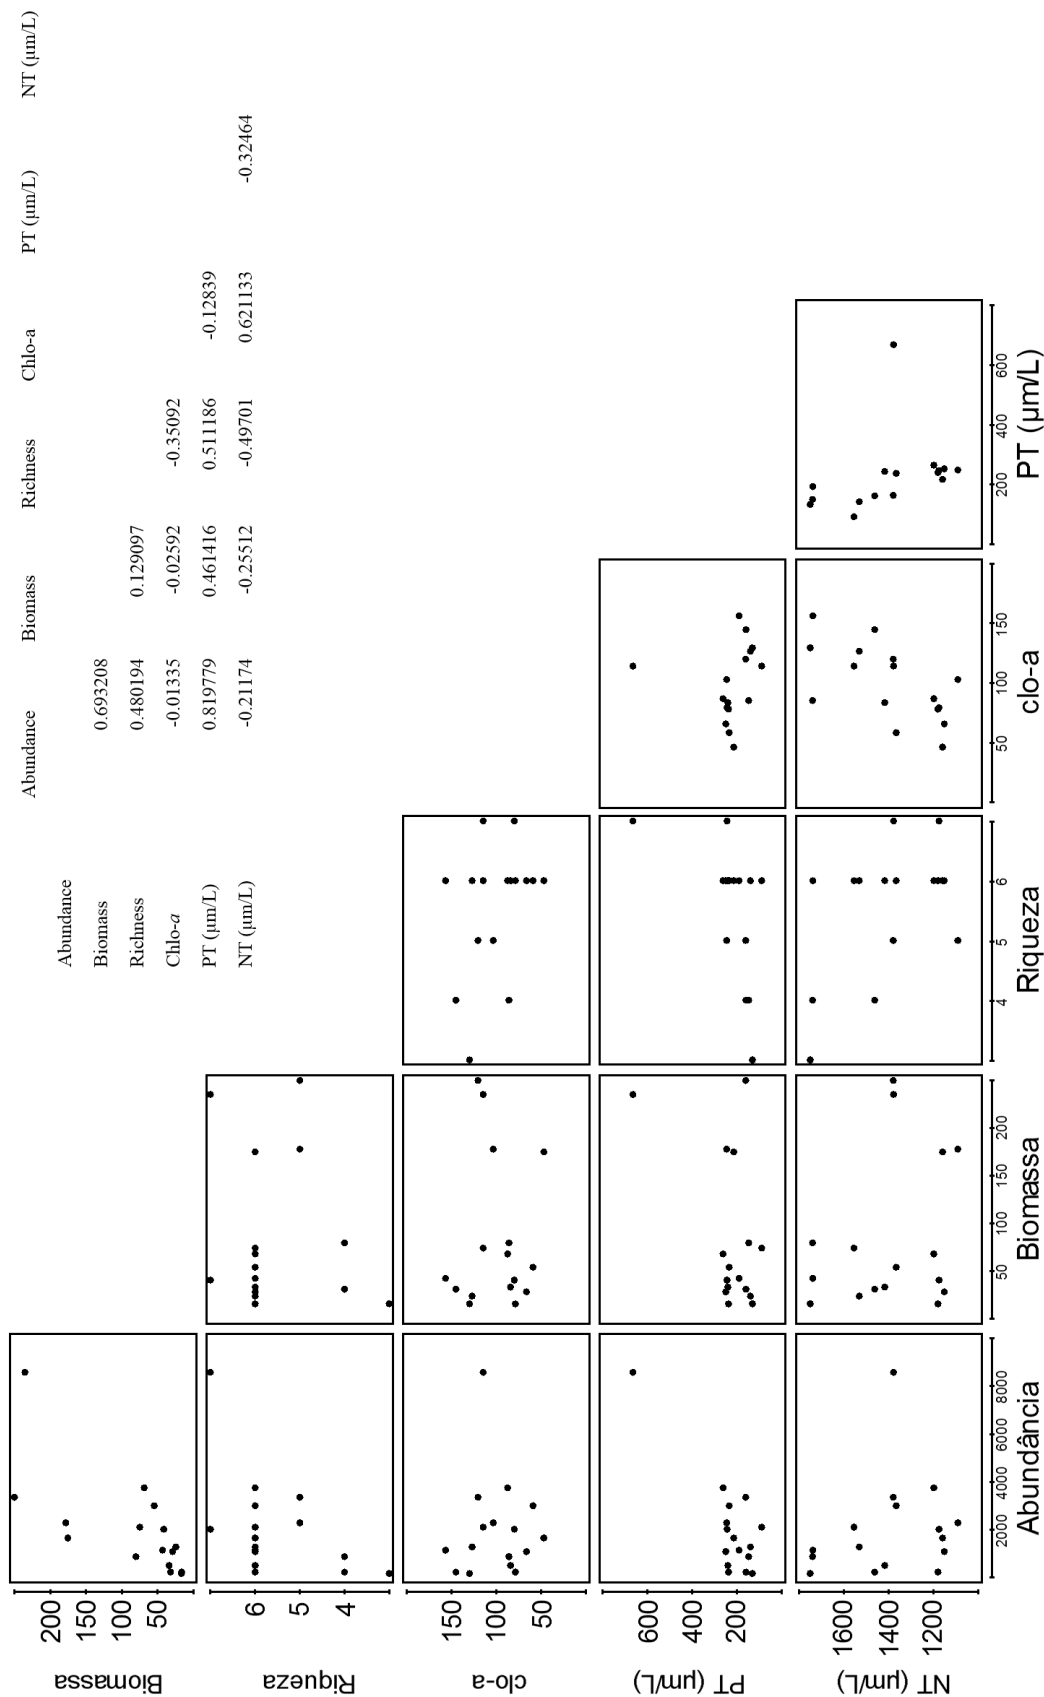 Abundance Biomass Richness Chlo-a PT (µm/L) NT (µm/L)
Abundance
Biomass 0.693208
Richness 0.480194 0.129097
Chlo-a -0.01335 -0.02592 -0.35092
PT (µm/L) 0.819779 0.461416 0.511186 -0.12839
NT (µm/L) -0.21174 -0.25512 -0.49701 0.621133 -0.32464
Biomassa
200
150
100
50
Riqueza
6
5
4
clo-a
150
100
50
PT (µm/L)
600
400
200
NT (µm/L)
1600
1400
1200
2000 4000 6000 8000
Abundância
50 100 150 200
Biomassa
4 5 6
Riqueza
50 100 150
clo-a
200 400 600
PT (µm/L)